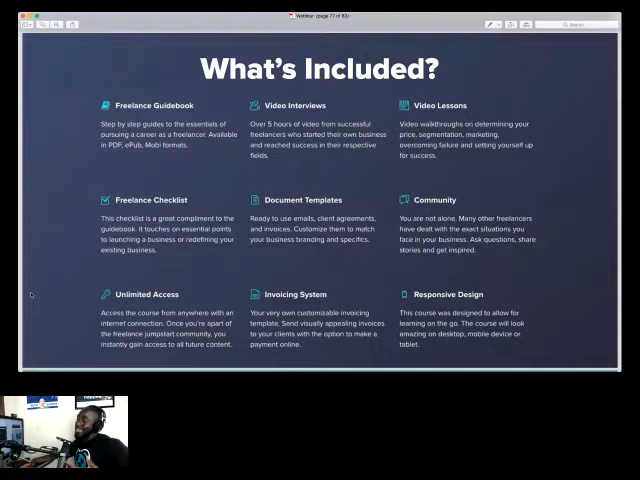 Webinar (page 77 of 83)
Search
What's Included?
Freelance Guidebook
Step by step guides to the essentials of
pursuing a career as a freelancer. Available
in PDF, ePub, Mobi formats.
Video Interviews
Over 5 hours of video from successful
freelancers who started their own business
and reached success in their respective
fields.
Video Lessons
Video walkthroughs on determining your
price, segmentation, marketing,
overcoming failure and setting yourself up
for success.
Freelance Checklist
This checklist is a great compliment to the
guidebook. It touches on essential points
to launching a business or redefining your
existing business.
Document Templates
Ready to use emails, client agreements,
and invoices. Customize them to match
your business branding and specifics.
Community
You are not alone. Many other freelancers
have dealt with the exact situations you
face in your business. Ask questions, share
stories and get inspired.
Unlimited Access
Access the course from anywhere with an
internet connection. Once you're apart of
the freelance jumpstart community, you
instantly gain access to all future content.
Invoicing System
Your very own customizable invoicing
template. Send visually appealing invoices
to your clients with the option to make a
payment online.
Responsive Design
This course was designed to allow for
learning on the go. The course will look
amazing on desktop, mobile device or
tablet.